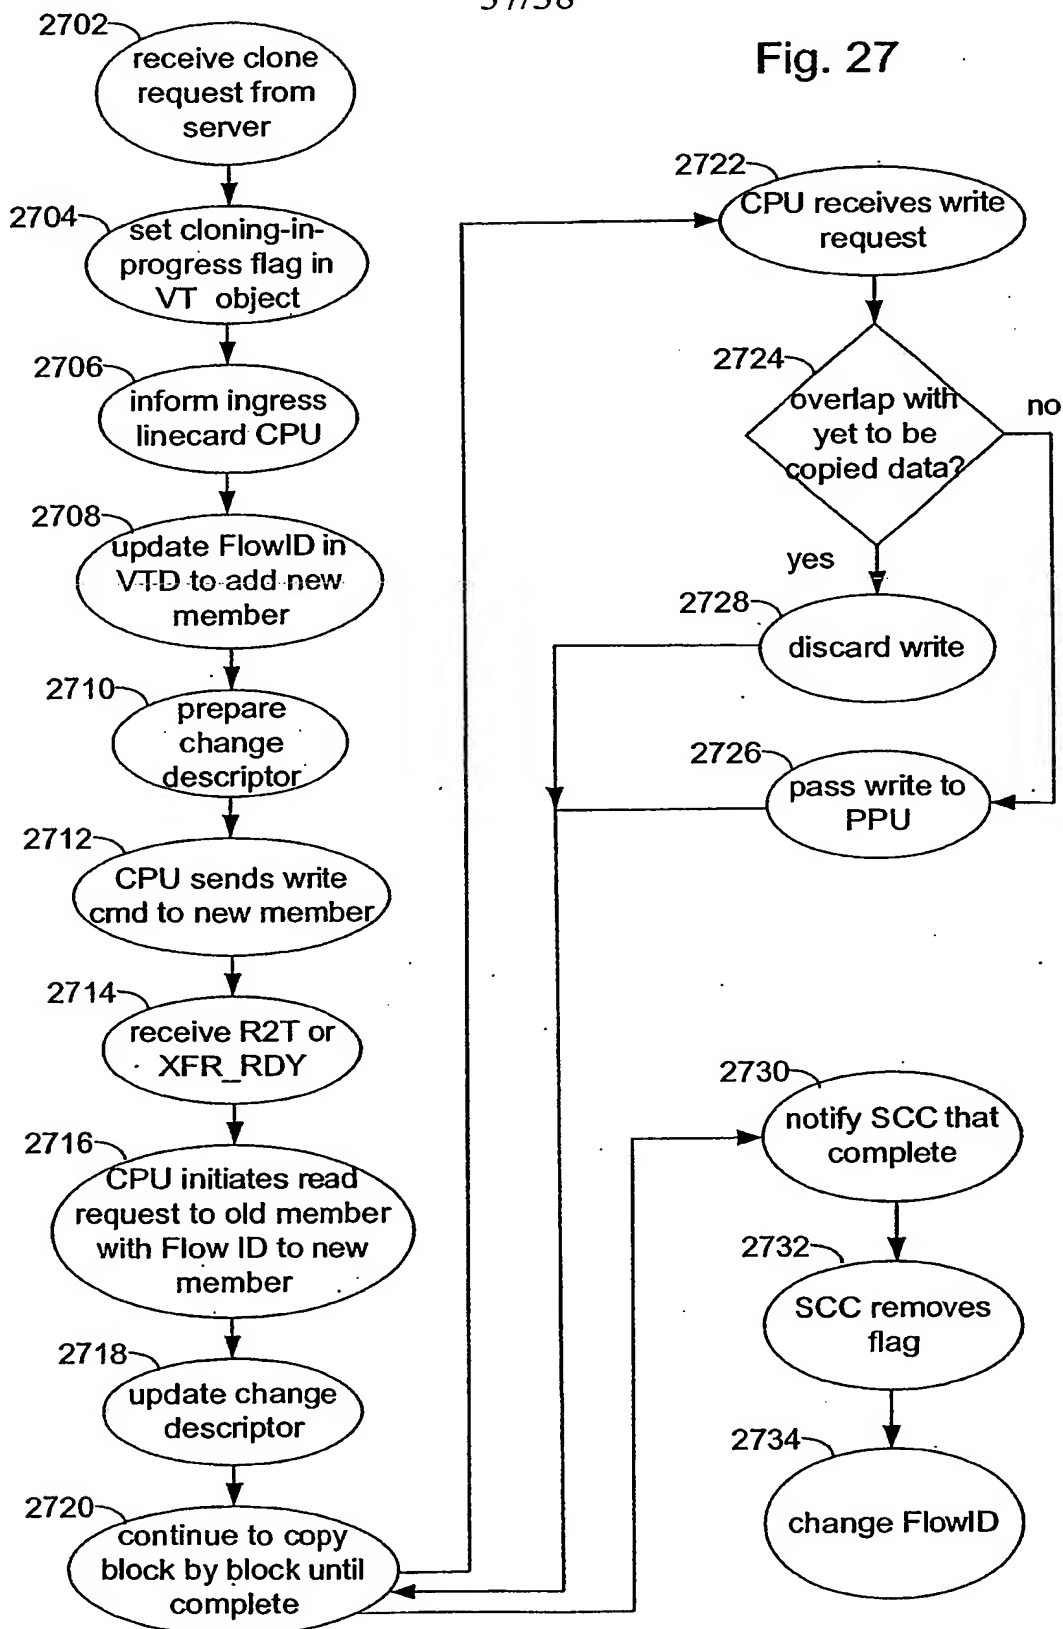 37/38
Fig. 27
2702
receive clone
request from
server
2704
set cloning-in-
progress flag in
VT object
2706
inform ingress
linecard CPU
2708
update FlowID in
VTD to add new
member
2710
prepare
change
descriptor
2712
CPU sends write
cmd to new member
2714
receive R2T or
XFR_RDY
2716
CPU initiates read
request to old member
with Flow ID to new
member
2718
update change
descriptor
2720
continue to copy
block by block until
complete
2722
CPU receives write
request
2724
overlap with
yet to be
copied data?
no
yes
2728
discard write
2726
pass write to
PPU
2730
notify SCC that
complete
2732
SCC removes
flag
2734
change FlowID